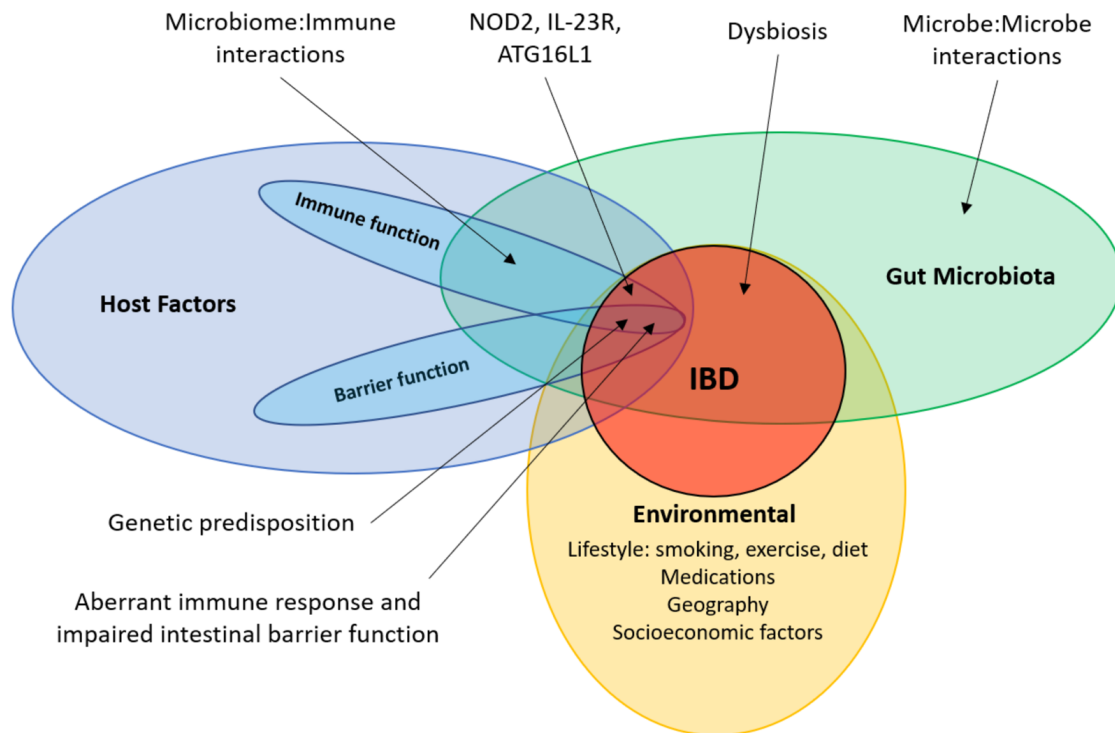 Microbiome:Immune
interactions
NOD2, IL-23R,
ATG16L1
Dysbiosis
Microbe:Microbe
interactions
Immune function
Host Factors
Gut Microbiota
Barrier function
IBD
Genetic predisposition
Environmental
Lifestyle: smoking, exercise, diet
Medications
Geography
Socioeconomic factors
Aberrant immune response and
impaired intestinal barrier function